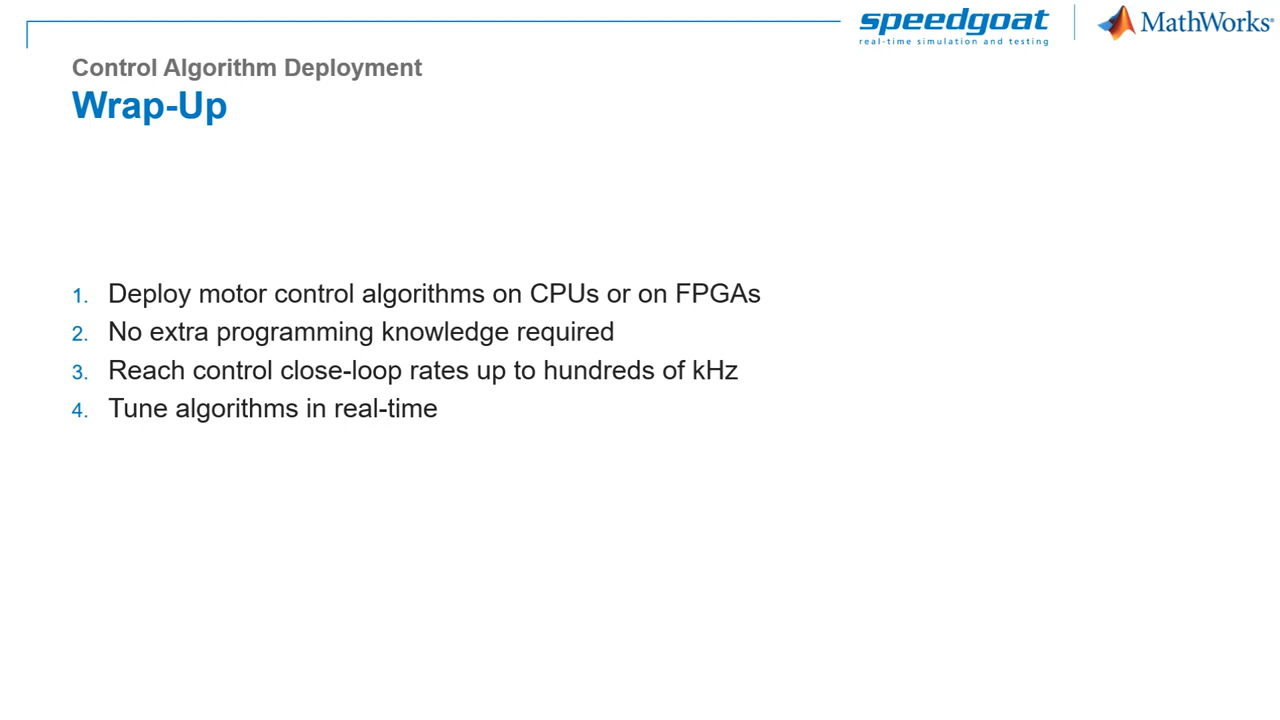 speedgoat
real-time simulation and testing
MathWorks®
Control Algorithm Deployment
Wrap-Up
1. Deploy motor control algorithms on CPUs or on FPGAs
2. No extra programming knowledge required
3. Reach control close-loop rates up to hundreds of kHz
4. Tune algorithms in real-time